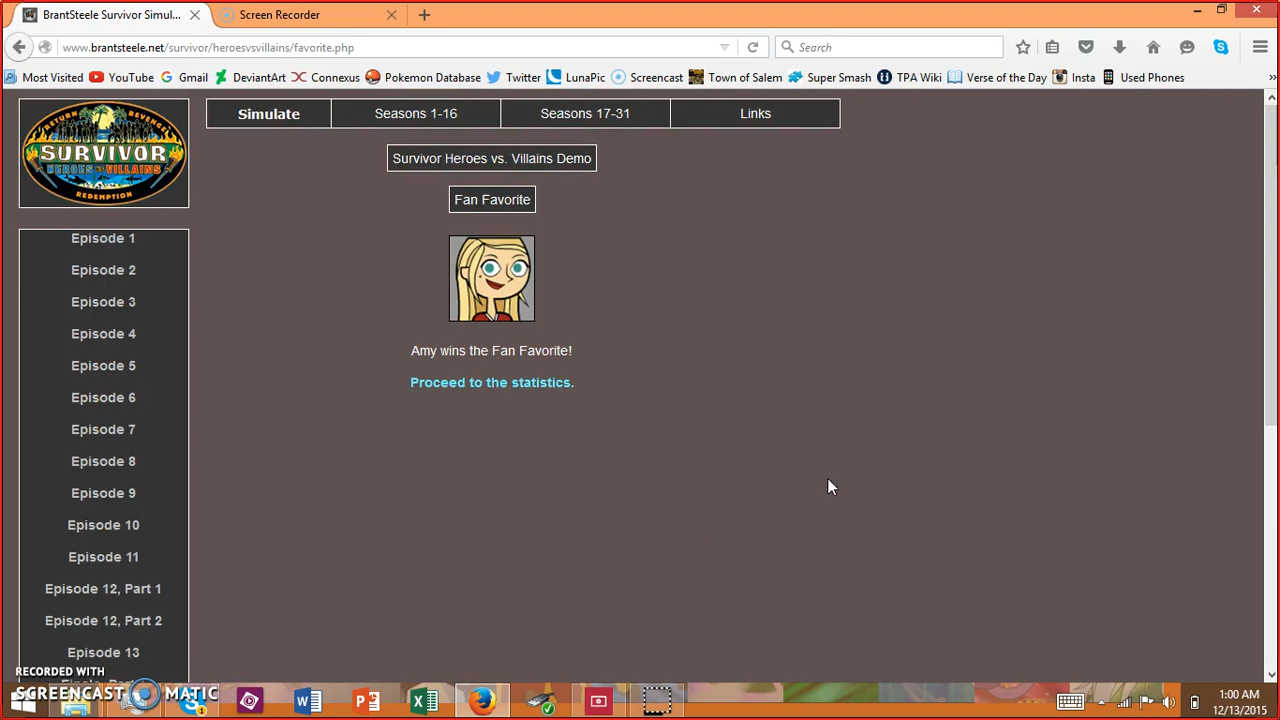 BrantSteele Survivor Simul...
Screen Recorder
www.brantsteele.net/survivor/heroesvsvillains/favorite.php
Search
Most Visited YouTube Gmail DeviantArt Connexus Pokemon Database Twitter LunaPic Screencast Town of Salem Super Smash TPA Wiki Verse of the Day Insta Used Phones
RETURN REVENGE
SURVIVOR
HEROES VILLAINS
REDEMPTION
Simulate Seasons 1-16 Seasons 17-31 Links
Survivor Heroes vs. Villains Demo
Fan Favorite
Amy wins the Fan Favorite!
Proceed to the statistics.
Episode 1
Episode 2
Episode 3
Episode 4
Episode 5
Episode 6
Episode 7
Episode 8
Episode 9
Episode 10
Episode 11
Episode 12, Part 1
Episode 12, Part 2
Episode 13
RECORDED WITH
SCREENCAST MATIC
1:00 AM
12/13/2015